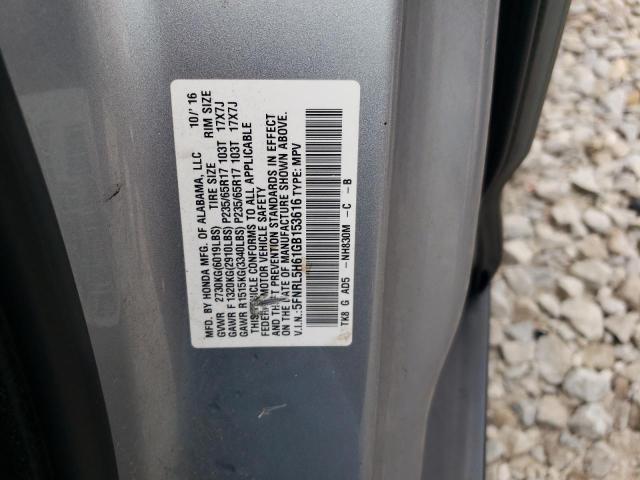 MFD. BY HONDA MFG. OF ALABAMA, LLC 10/'16
GVWR 2730KG(6019LBS) TIRE SIZE RIM SIZE
GAWR F 1320KG(2910LBS) P235/65R17 103T 17X7J
GAWR R 1515KG(3340LBS) P235/65R17 103T 17X7J
THIS VEHICLE CONFORMS TO ALL APPLICABLE
FEDERAL MOTOR VEHICLE SAFETY
AND THEFT PREVENTION STANDARDS IN EFFECT
ON THE DATE OF MANUFACTURE SHOWN ABOVE.
V.I.N.:5FNRL5H61GB153616 TYPE: MPV
TK8 G AD5 -NH830M -C -B